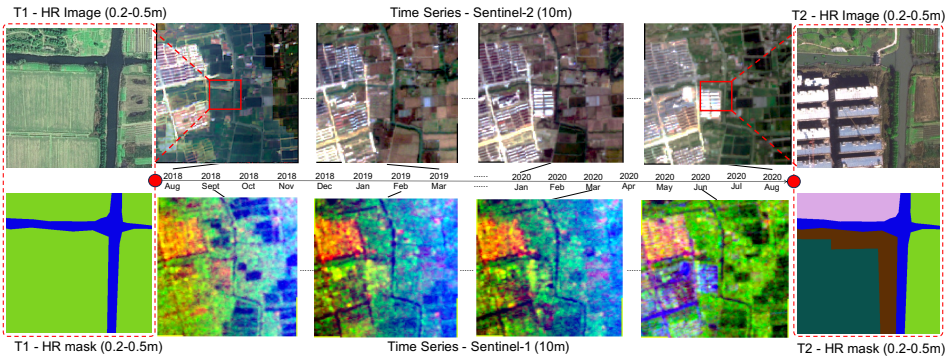 T1 - HR Image (0.2-0.5m)
Time Series - Sentinel-2 (10m)
T2 - HR Image (0.2-0.5m)
2018 2018 2018 2018 2018 2019 2019 2019 ...... 2020 2020 2020 2020 2020 2020 2020 2020
Aug Sept Oct Nov Dec Jan Feb Mar Jan Feb Mar Apr May Jun Jul Aug
T1 - HR mask (0.2-0.5m)
Time Series - Sentinel-1 (10m)
T2 - HR mask (0.2-0.5m)